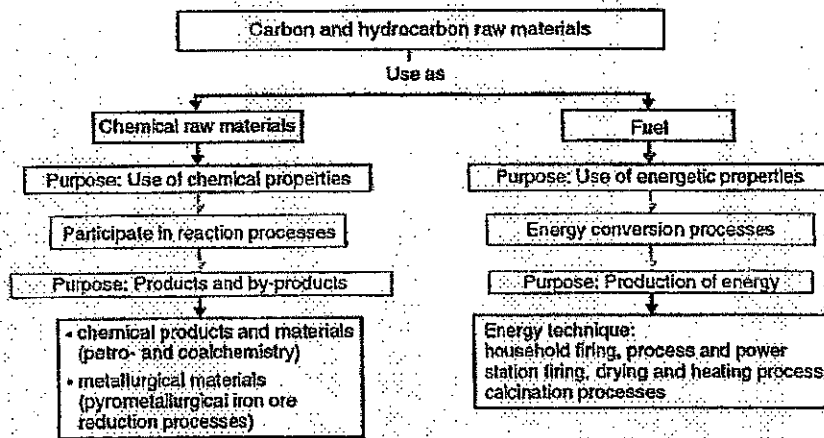 Carbon and hydrocarbon raw materials
Use as
Chemical raw materials
Purpose: Use of chemical properties
Participate in reaction processes
Purpose: Products and by-products
• chemical products and materials
(petro- and coalchemistry)
• metallurgical materials
(pyrometallurgical iron ore
reduction processes)
Fuel
Purpose: Use of energetic properties
Energy conversion processes
Purpose: Production of energy
Energy technique:
household firing, process and power
station firing, drying and heating process
calcination processes